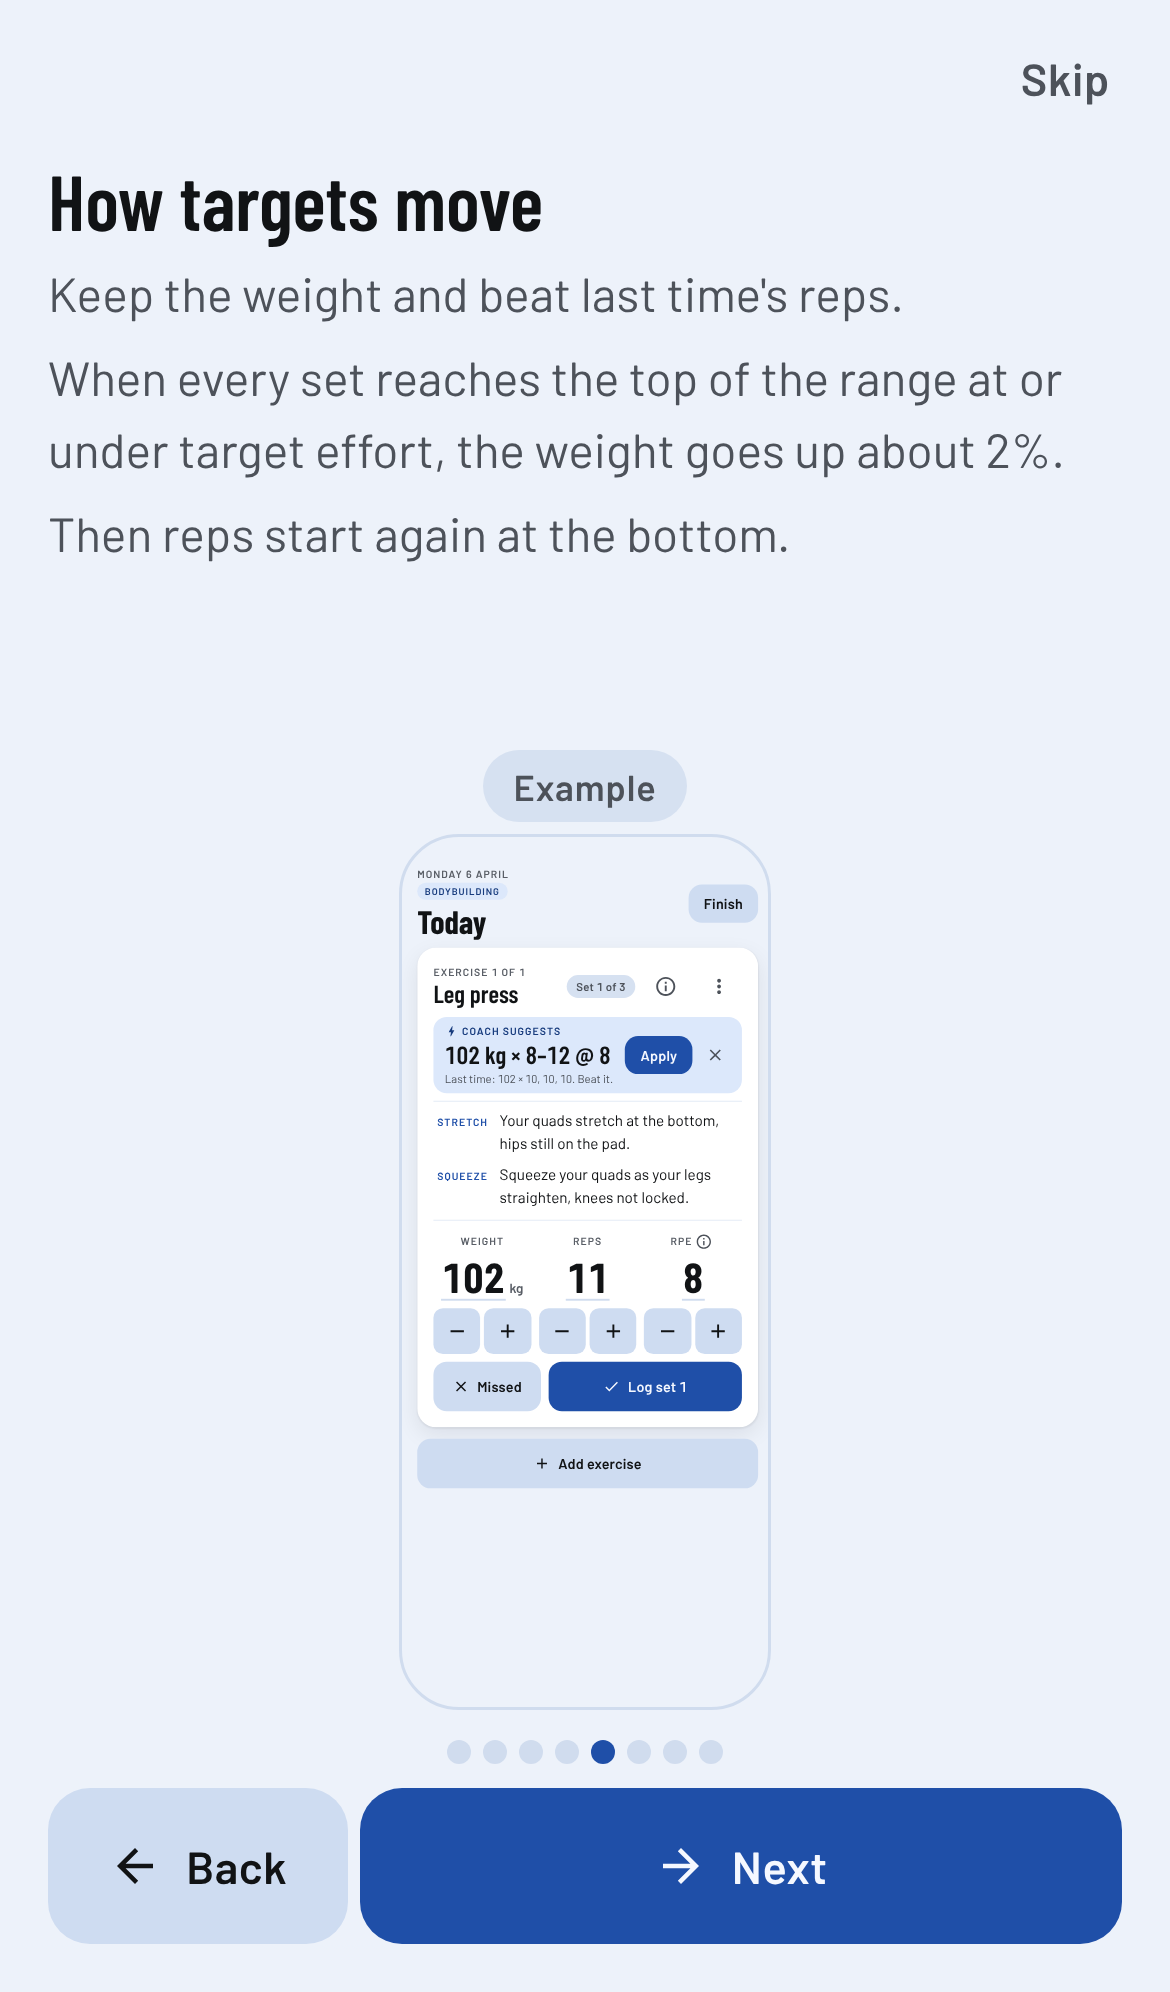 Skip
How targets move
Keep the weight and beat last time's reps.
When every set reaches the top of the range at or
under target effort, the weight goes up about 2%.
Then reps start again at the bottom.
Example
MONDAY 6 APRIL
BODYBUILDING
Today
Finish
EXERCISE 1 OF 1
Leg press
Set 1 of 3
COACH SUGGESTS
102 kg × 8–12 @ 8
Apply
Last time: 102 × 10, 10, 10. Beat it.
STRETCH
Your quads stretch at the bottom,
hips still on the pad.
SQUEEZE
Squeeze your quads as your legs
straighten, knees not locked.
WEIGHT
REPS
RPE
102 kg
11
8
Missed
Log set 1
Add exercise
Back
Next